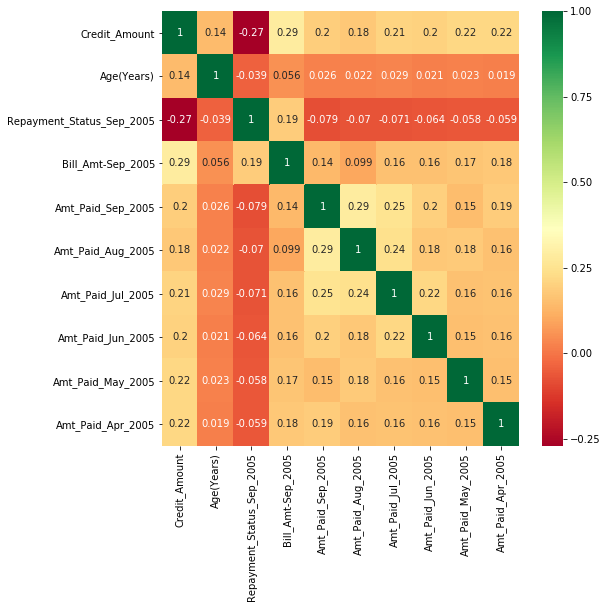 Credit_Amount 1 0.14 -0.27 0.29 0.2 0.18 0.21 0.2 0.22 0.22
Age(Years) 0.14 1 -0.039 0.056 0.026 0.022 0.029 0.021 0.023 0.019
Repayment_Status_Sep_2005 -0.27 -0.039 1 0.19 -0.079 -0.07 -0.071 -0.064 -0.058 -0.059
Bill_Amt-Sep_2005 0.29 0.056 0.19 1 0.14 0.099 0.16 0.16 0.17 0.18
Amt_Paid_Sep_2005 0.2 0.026 -0.079 0.14 1 0.29 0.25 0.2 0.15 0.19
Amt_Paid_Aug_2005 0.18 0.022 -0.07 0.099 0.29 1 0.24 0.18 0.18 0.16
Amt_Paid_Jul_2005 0.21 0.029 -0.071 0.16 0.25 0.24 1 0.22 0.16 0.16
Amt_Paid_Jun_2005 0.2 0.021 -0.064 0.16 0.2 0.18 0.22 1 0.15 0.16
Amt_Paid_May_2005 0.22 0.023 -0.058 0.17 0.15 0.18 0.16 0.15 1 0.15
Amt_Paid_Apr_2005 0.22 0.019 -0.059 0.18 0.19 0.16 0.16 0.16 0.15 1
Credit_Amount
Age(Years)
Repayment_Status_Sep_2005
Bill_Amt-Sep_2005
Amt_Paid_Sep_2005
Amt_Paid_Aug_2005
Amt_Paid_Jul_2005
Amt_Paid_Jun_2005
Amt_Paid_May_2005
Amt_Paid_Apr_2005
1.00
0.75
0.50
0.25
0.00
−0.25